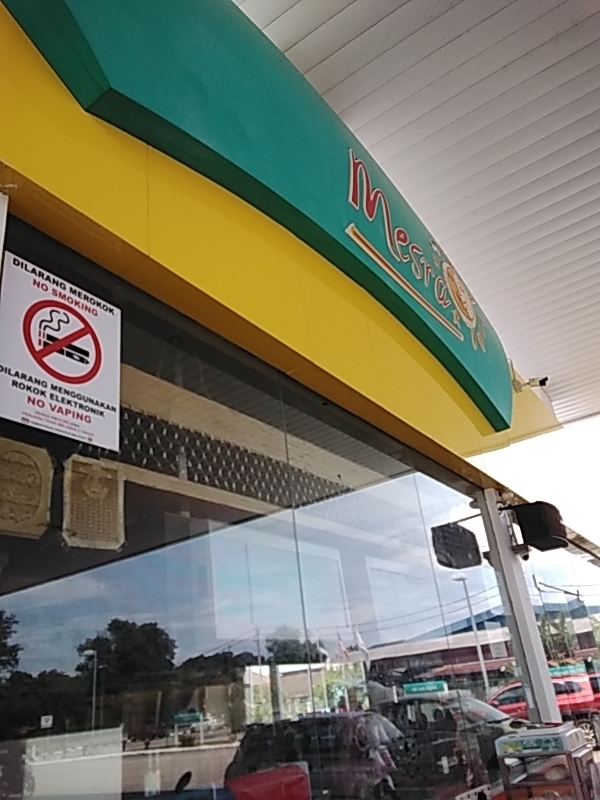 Mesra
DILARANG MEROKOK
NO SMOKING
DILARANG MENGGUNAKAN
ROKOK ELEKTRONIK
NO VAPING